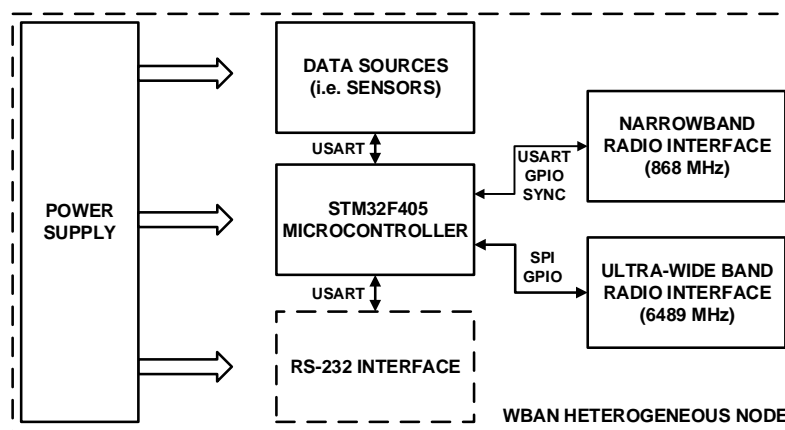 POWER
SUPPLY
DATA SOURCES
(i.e. SENSORS)
USART
STM32F405
MICROCONTROLLER
USART
RS-232 INTERFACE
USART
GPIO
SYNC
NARROWBAND
RADIO INTERFACE
(868 MHz)
SPI
GPIO
ULTRA-WIDE BAND
RADIO INTERFACE
(6489 MHz)
WBAN HETEROGENEOUS NODE